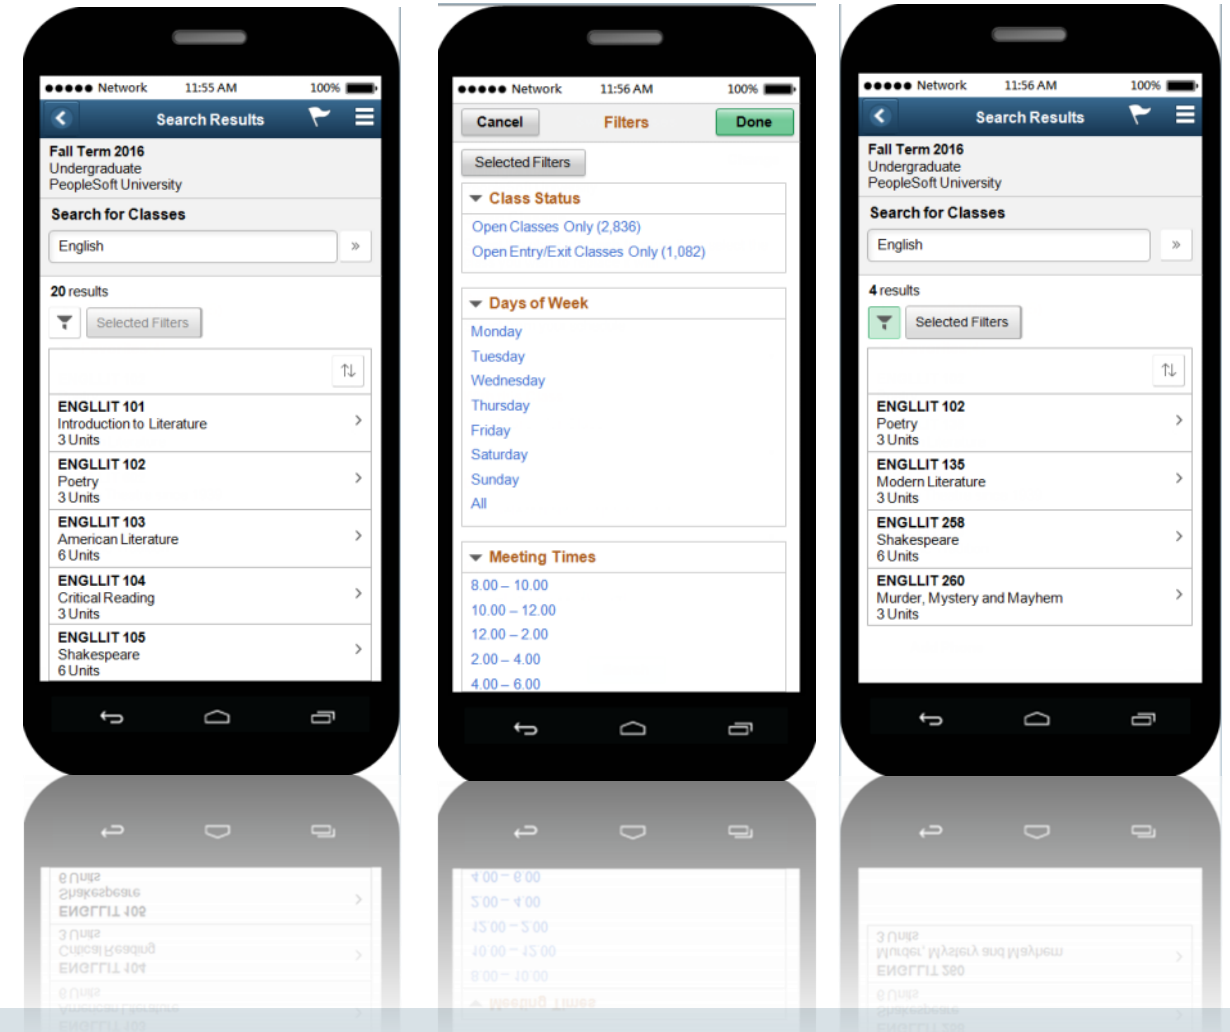 Network 11:55 AM 100%
Search Results
Fall Term 2016
Undergraduate
PeopleSoft University
Search for Classes
English »
20 results
Selected Filters
ENGLLIT 101
Introduction to Literature
3 Units
ENGLLIT 102
Poetry
3 Units
ENGLLIT 103
American Literature
6 Units
ENGLLIT 104
Critical Reading
3 Units
ENGLLIT 105
Shakespeare
6 Units
Network 11:56 AM 100%
Cancel Filters Done
Selected Filters
Class Status
Open Classes Only (2,836)
Open Entry/Exit Classes Only (1,082)
Days of Week
Monday
Tuesday
Wednesday
Thursday
Friday
Saturday
Sunday
All
Meeting Times
8.00 – 10.00
10.00 – 12.00
12.00 – 2.00
2.00 – 4.00
4.00 – 6.00
Network 11:56 AM 100%
Search Results
Fall Term 2016
Undergraduate
PeopleSoft University
Search for Classes
English »
4 results
Selected Filters
ENGLLIT 102
Poetry
3 Units
ENGLLIT 135
Modern Literature
3 Units
ENGLLIT 258
Shakespeare
6 Units
ENGLLIT 260
Murder, Mystery and Mayhem
3 Units